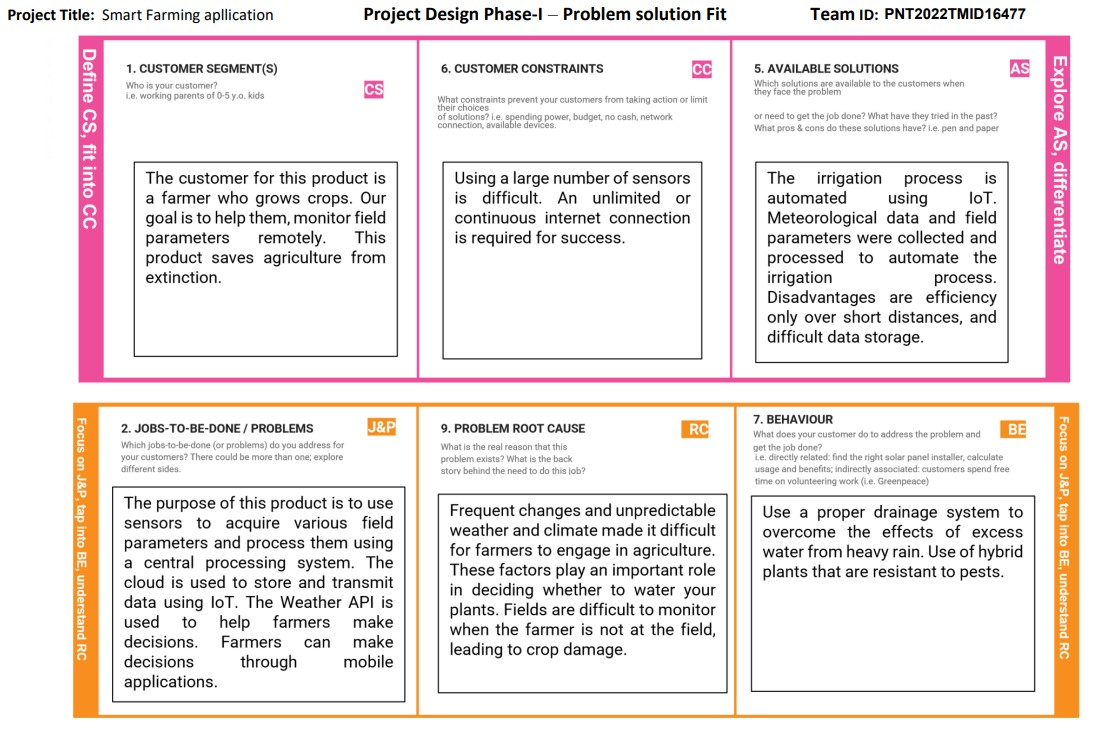 Project Title: Smart Farming apllication
Project Design Phase-I – Problem solution Fit
Team ID: PNT2022TMID16477
Define CS, fit into CC
1. CUSTOMER SEGMENT(S)
CS
Who is your customer?
i.e. working parents of 0-5 y.o. kids
The customer for this product is
a farmer who grows crops. Our
goal is to help them, monitor field
parameters remotely. This
product saves agriculture from
extinction.
6. CUSTOMER CONSTRAINTS
CC
What constraints prevent your customers from taking action or limit
their choices
of solutions? i.e. spending power, budget, no cash, network
connection, available devices.
Using a large number of sensors
is difficult. An unlimited or
continuous internet connection
is required for success.
5. AVAILABLE SOLUTIONS
AS
Which solutions are available to the customers when
they face the problem
or need to get the job done? What have they tried in the past?
What pros & cons do these solutions have? i.e. pen and paper
The irrigation process is
automated using IoT.
Meteorological data and field
parameters were collected and
processed to automate the
irrigation process.
Disadvantages are efficiency
only over short distances, and
difficult data storage.
Explore AS, differentiate
Focus on J&P, tap into BE, understand RC
2. JOBS-TO-BE-DONE / PROBLEMS
J&P
Which jobs-to-be-done (or problems) do you address for
your customers? There could be more than one; explore
different sides.
The purpose of this product is to use
sensors to acquire various field
parameters and process them using
a central processing system. The
cloud is used to store and transmit
data using IoT. The Weather API is
used to help farmers make
decisions. Farmers can make
decisions through mobile
applications.
9. PROBLEM ROOT CAUSE
RC
What is the real reason that this
problem exists? What is the back
story behind the need to do this job?
Frequent changes and unpredictable
weather and climate made it difficult
for farmers to engage in agriculture.
These factors play an important role
in deciding whether to water your
plants. Fields are difficult to monitor
when the farmer is not at the field,
leading to crop damage.
7. BEHAVIOUR
BE
What does your customer do to address the problem and
get the job done?
i.e. directly related: find the right solar panel installer, calculate
usage and benefits; indirectly associated: customers spend free
time on volunteering work (i.e. Greenpeace)
Use a proper drainage system to
overcome the effects of excess
water from heavy rain. Use of hybrid
plants that are resistant to pests.
Focus on J&P, tap into BE, understand RC